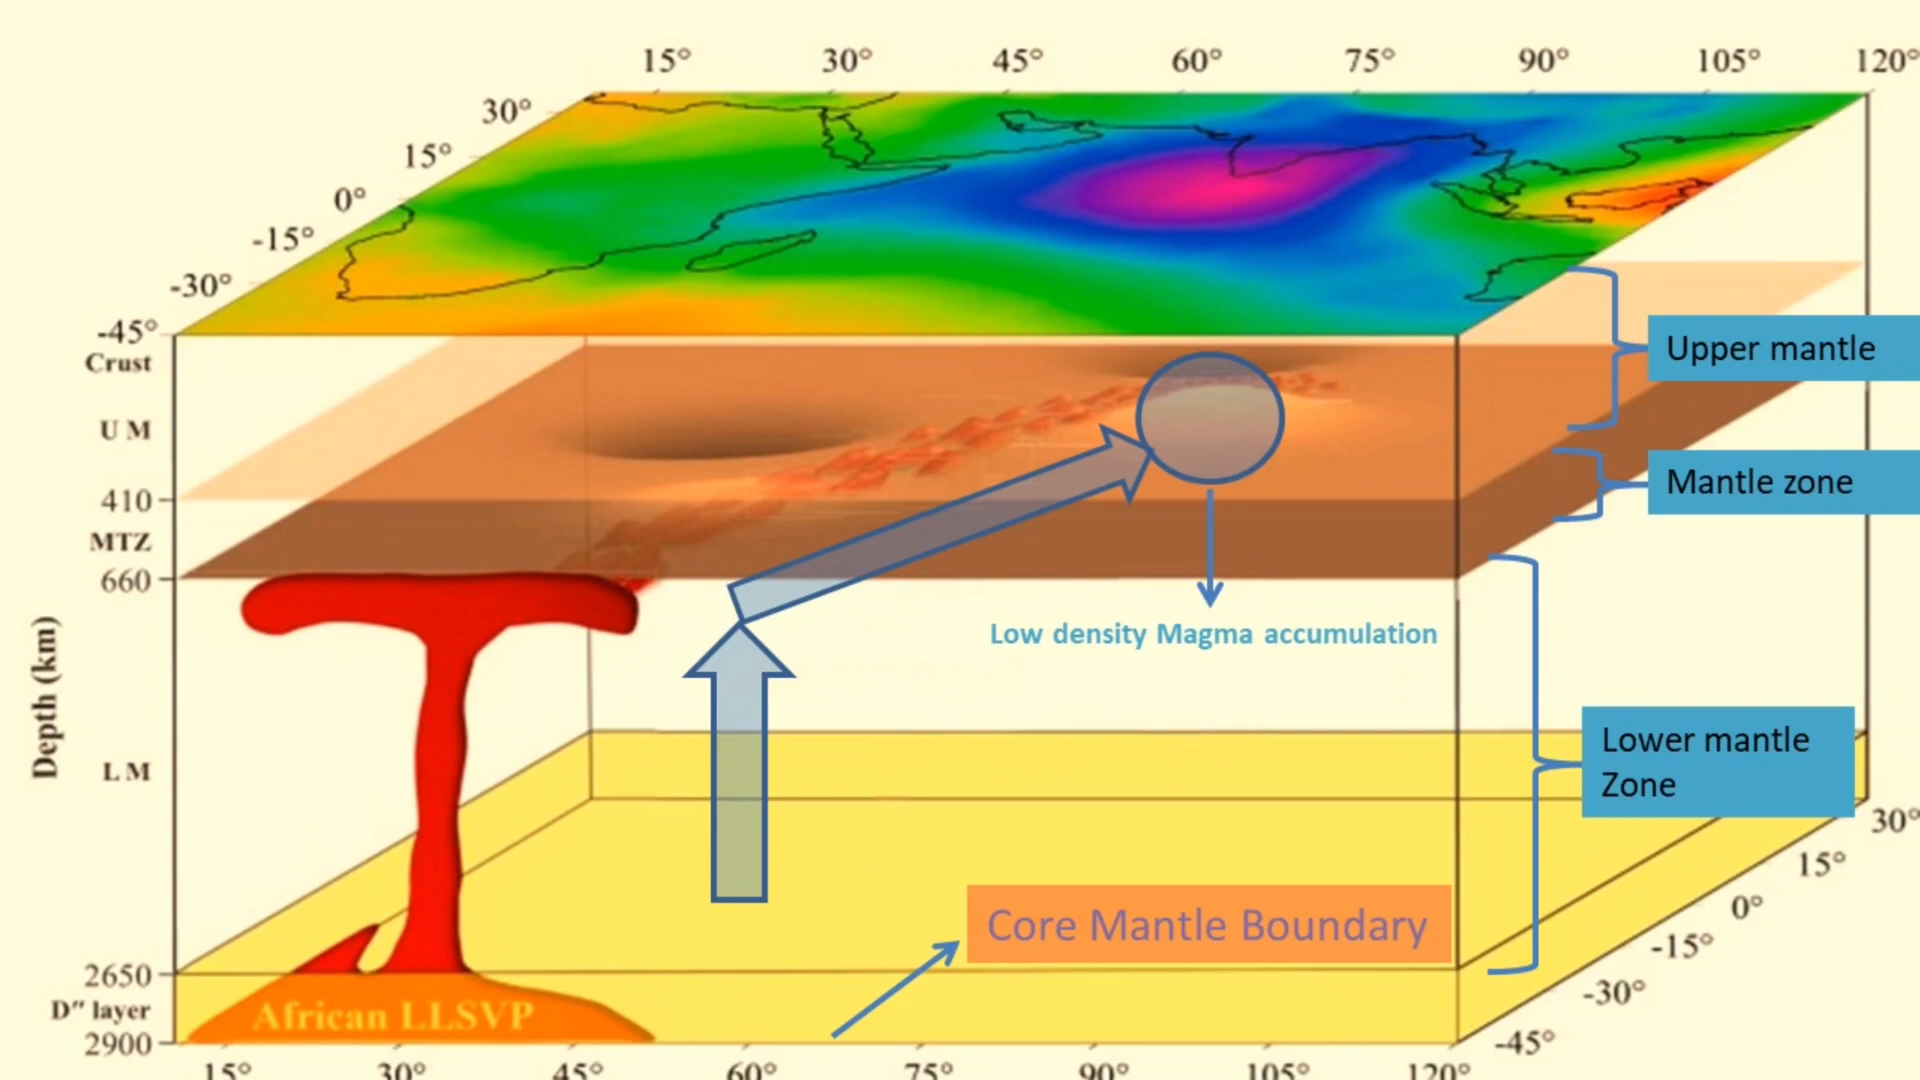 15° 30° 45° 60° 75° 90° 105° 120°
30°
15°
0°
-15°
-30°
-45°
Crust
Upper mantle
U M
Mantle zone
410
MTZ
660
Low density Magma accumulation
Depth (km)
Lower mantle
Zone
L M
30°
15°
0°
Core Mantle Boundary
-15°
2650
-30°
D″ layer
African LLSVP
2900
-45°
15° 30° 45° 60° 75° 90° 105° 120°